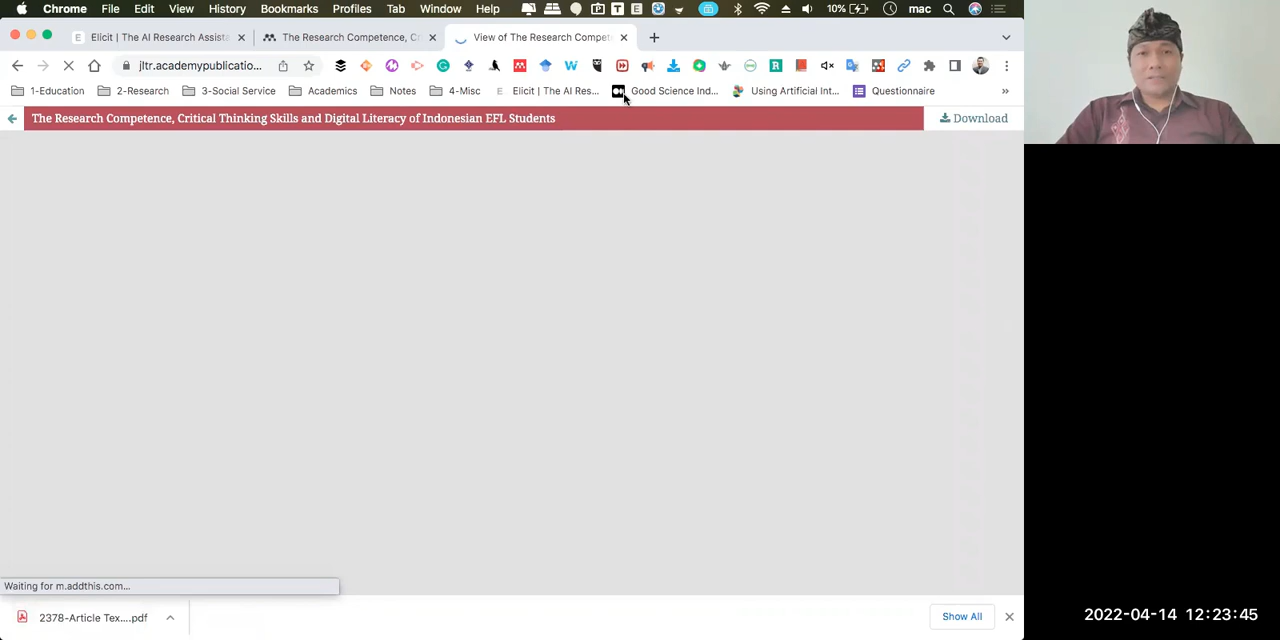 Chrome File Edit View History Bookmarks Profiles Tab Window Help 10% mac
Elicit | The AI Research Assista The Research Competence, C View of The Research Compet
jltr.academypublicatio...
1-Education 2-Research 3-Social Service Academics Notes 4-Misc Elicit | The AI Res... Good Science Ind... Using Artificial Int... Questionnaire »
The Research Competence, Critical Thinking Skills and Digital Literacy of Indonesian EFL Students Download
Waiting for m.addthis.com...
2378-Article Tex....pdf Show All
2022-04-14 12:23:45